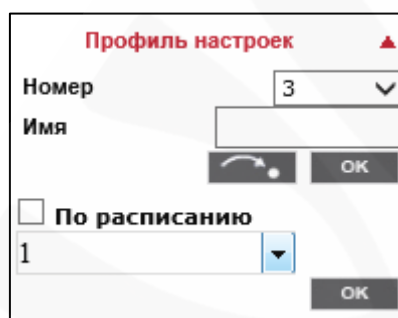 Профиль настроек
Номер 3
Имя
OK
По расписанию
1
OK